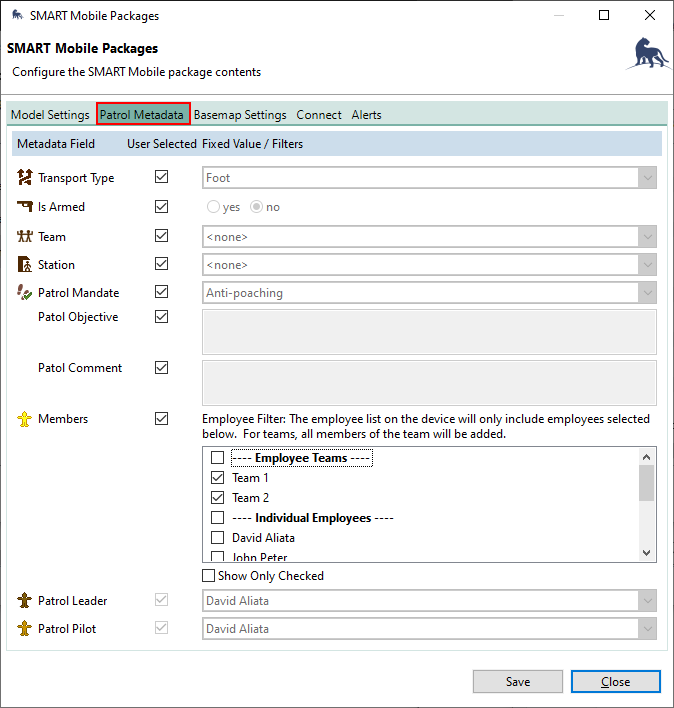 SMART Mobile Packages
SMART Mobile Packages
Configure the SMART Mobile package contents
Model Settings Patrol Metadata Basemap Settings Connect Alerts
Metadata Field User Selected Fixed Value / Filters
Transport Type Foot
Is Armed yes no
Team <none>
Station <none>
Patrol Mandate Anti-poaching
Patol Objective
Patol Comment
Members Employee Filter: The employee list on the device will only include employees selected
below. For teams, all members of the team will be added.
---- Employee Teams ----
Team 1
Team 2
---- Individual Employees ----
David Aliata
John Peter
Show Only Checked
Patrol Leader David Aliata
Patrol Pilot David Aliata
Save Close